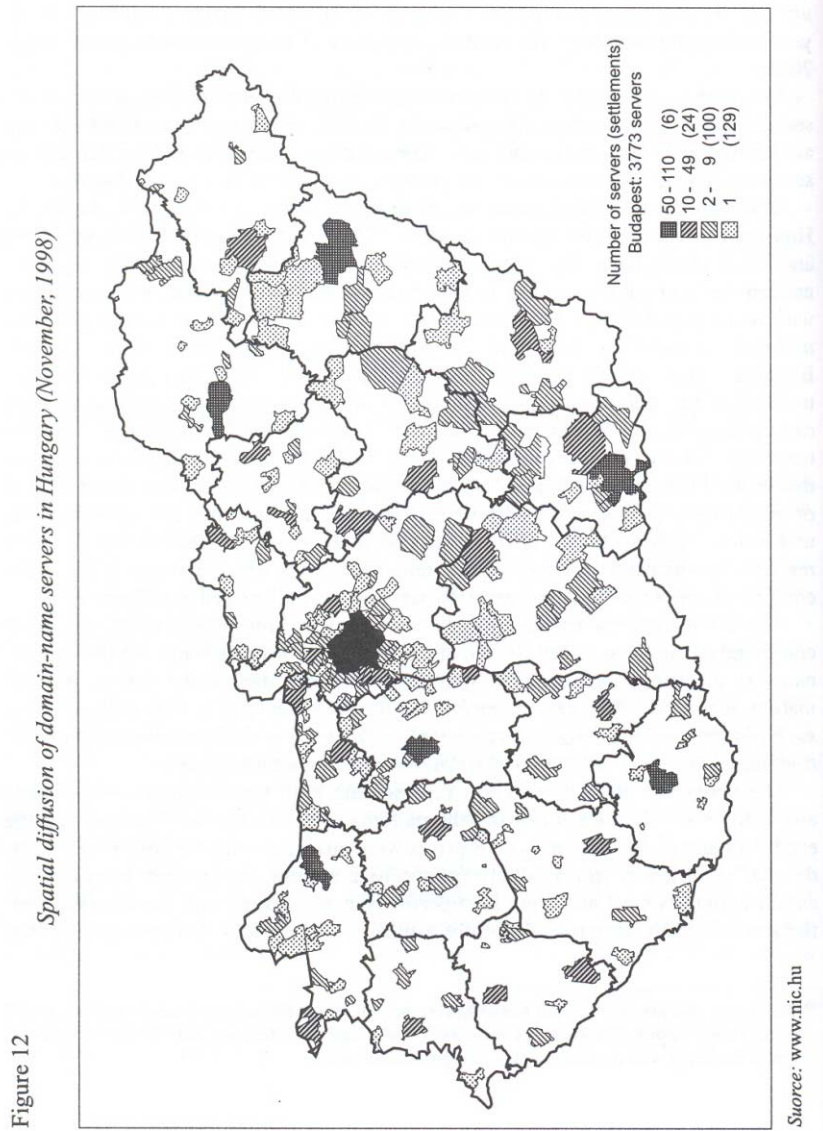 Figure 12
Spatial diffusion of domain-name servers in Hungary (November, 1998)
Number of servers (settlements)
Budapest: 3773 servers
50 - 110 (6)
10 - 49 (24)
2 - 9 (100)
1 (129)
Suorce: www.nic.hu